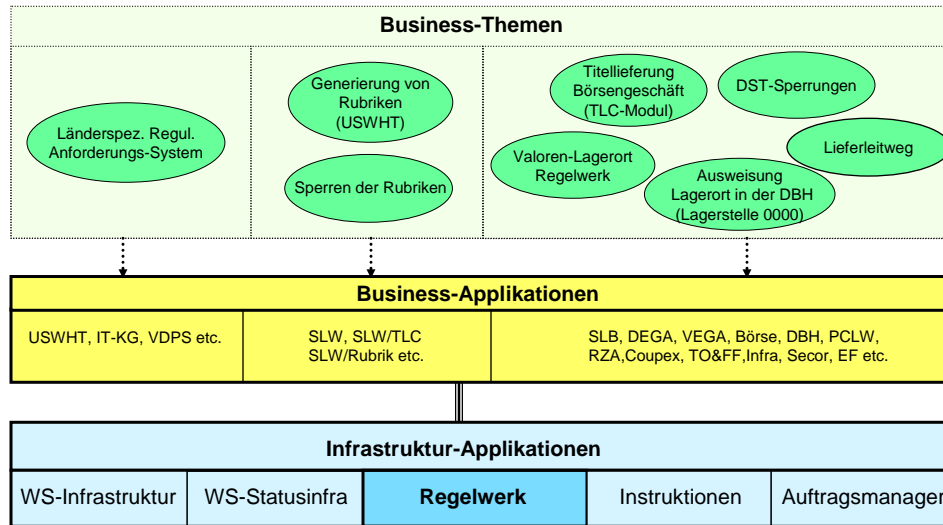 Business-Themen
Länderspez. Regul.
Anforderungs-System
Generierung von
Rubriken
(USWHT)
Sperren der Rubriken
Titellieferung
Börsengeschäft
(TLC-Modul)
DST-Sperrungen
Valoren-Lagerort
Regelwerk
Lieferleitweg
Ausweisung
Lagerort in der DBH
(Lagerstelle 0000)
Business-Applikationen
USWHT, IT-KG, VDPS etc.
SLW, SLW/TLC
SLW/Rubrik etc.
SLB, DEGA, VEGA, Börse, DBH, PCLW,
RZA,Coupex, TO&FF,Infra, Secor, EF etc.
Infrastruktur-Applikationen
WS-Infrastruktur
WS-Statusinfra
Regelwerk
Instruktionen
Auftragsmanager